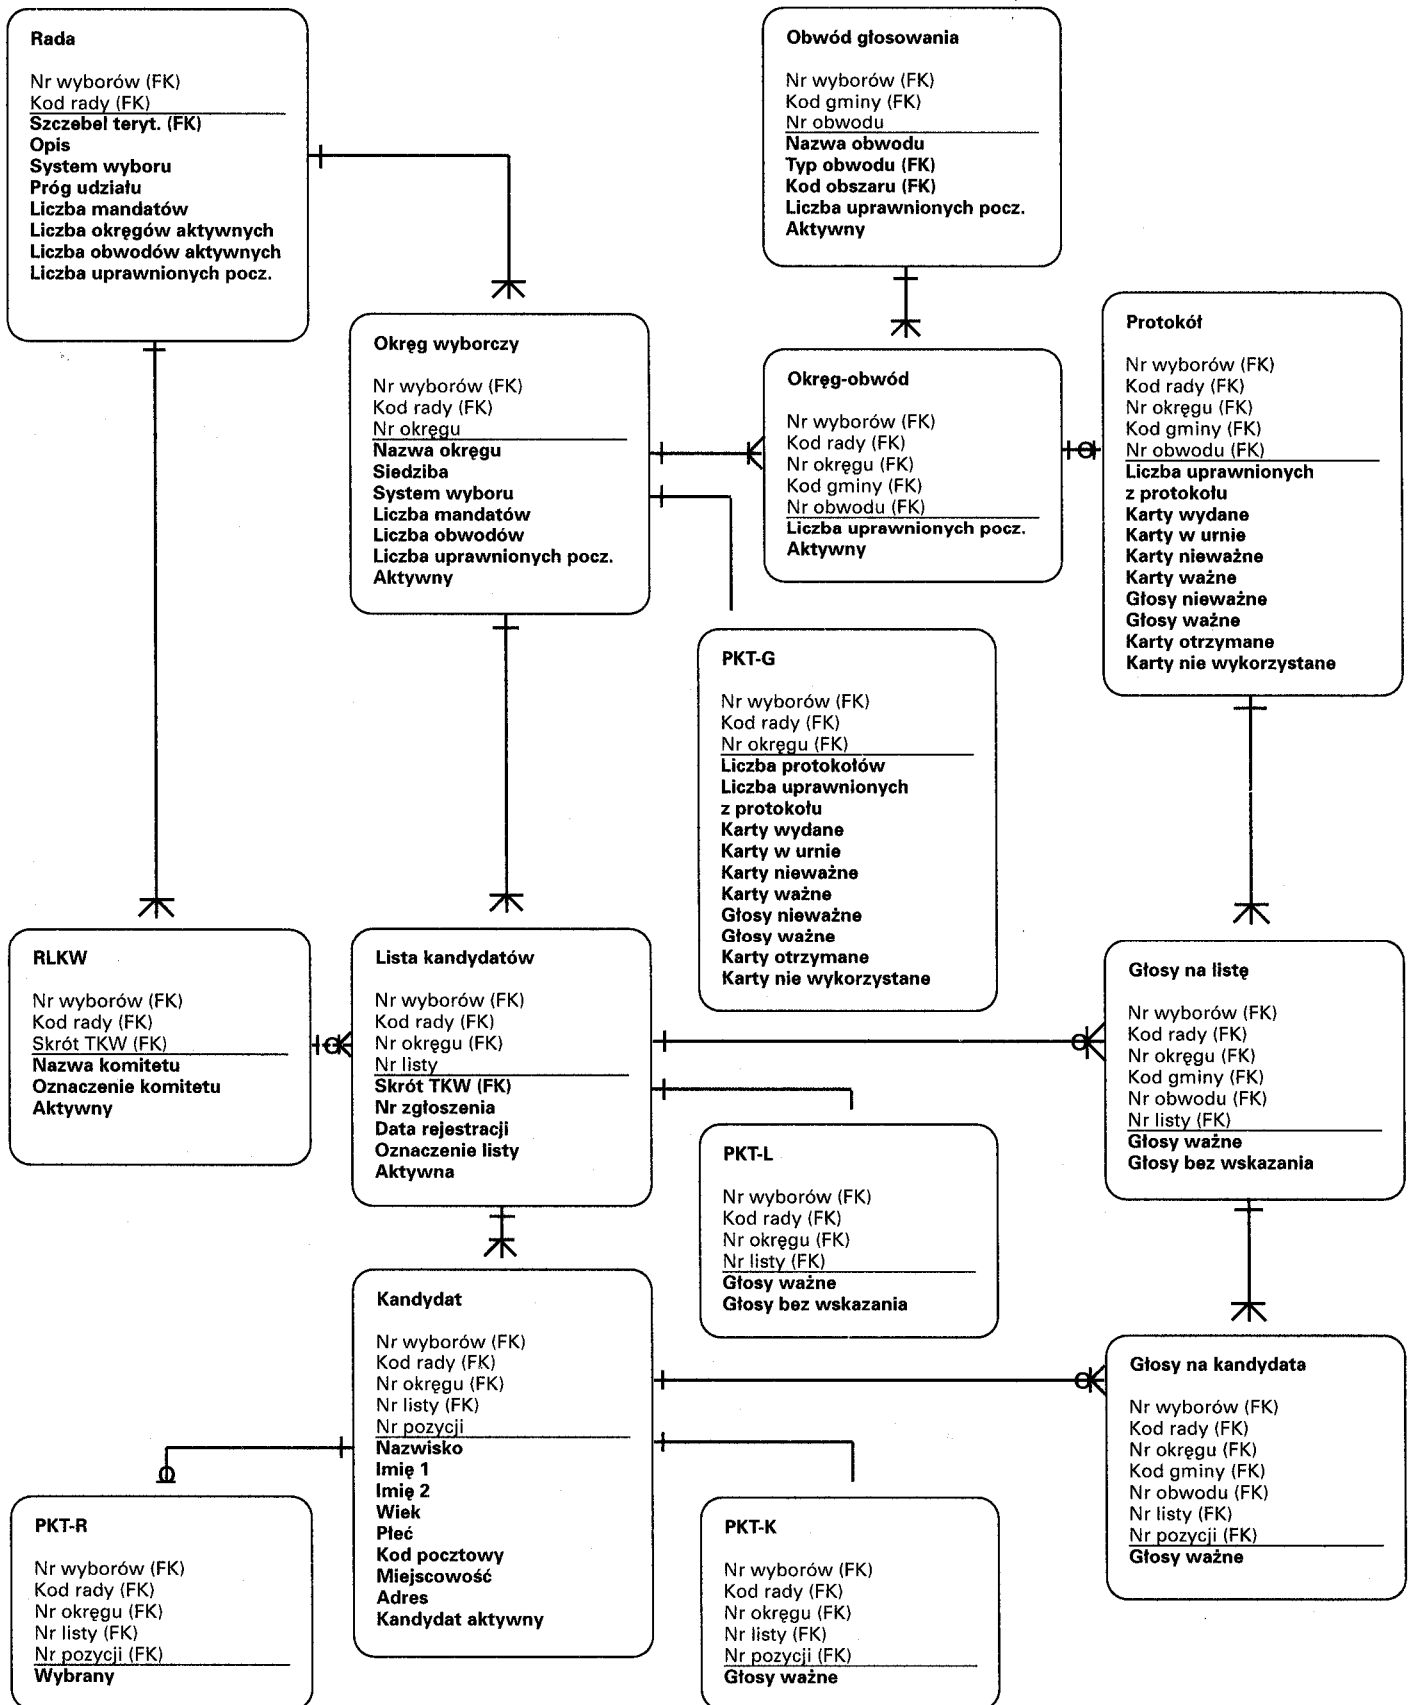 Rada
Nr wyborów (FK)
Kod rady (FK)
Szczebel teryt. (FK)
Opis
System wyboru
Próg udziału
Liczba mandatów
Liczba okręgów aktywnych
Liczba obwodów aktywnych
Liczba uprawnionych pocz.
Obwód głosowania
Nr wyborów (FK)
Kod gminy (FK)
Nr obwodu
Nazwa obwodu
Typ obwodu (FK)
Kod obszaru (FK)
Liczba uprawnionych pocz.
Aktywny
Okręg wyborczy
Nr wyborów (FK)
Kod rady (FK)
Nr okręgu
Nazwa okręgu
Siedziba
System wyboru
Liczba mandatów
Liczba obwodów
Liczba uprawnionych pocz.
Aktywny
Okręg-obwód
Nr wyborów (FK)
Kod rady (FK)
Nr okręgu (FK)
Kod gminy (FK)
Nr obwodu (FK)
Liczba uprawnionych pocz.
Aktywny
Protokół
Nr wyborów (FK)
Kod rady (FK)
Nr okręgu (FK)
Kod gminy (FK)
Nr obwodu (FK)
Liczba uprawnionych
z protokołu
Karty wydane
Karty w urnie
Karty nieważne
Karty ważne
Głosy nieważne
Głosy ważne
Karty otrzymane
Karty nie wykorzystane
PKT-G
Nr wyborów (FK)
Kod rady (FK)
Nr okręgu (FK)
Liczba protokołów
Liczba uprawnionych
z protokołu
Karty wydane
Karty w urnie
Karty nieważne
Karty ważne
Głosy nieważne
Głosy ważne
Karty otrzymane
Karty nie wykorzystane
RLKW
Nr wyborów (FK)
Kod rady (FK)
Skrót TKW (FK)
Nazwa komitetu
Oznaczenie komitetu
Aktywny
Lista kandydatów
Nr wyborów (FK)
Kod rady (FK)
Nr okręgu (FK)
Nr listy
Skrót TKW (FK)
Nr zgłoszenia
Data rejestracji
Oznaczenie listy
Aktywna
Głosy na listę
Nr wyborów (FK)
Kod rady (FK)
Nr okręgu (FK)
Kod gminy (FK)
Nr obwodu (FK)
Nr listy (FK)
Głosy ważne
Głosy bez wskazania
PKT-L
Nr wyborów (FK)
Kod rady (FK)
Nr okręgu (FK)
Nr listy (FK)
Głosy ważne
Głosy bez wskazania
Kandydat
Nr wyborów (FK)
Kod rady (FK)
Nr okręgu (FK)
Nr listy (FK)
Nr pozycji
Nazwisko
Imię 1
Imię 2
Wiek
Płeć
Kod pocztowy
Miejscowość
Adres
Kandydat aktywny
Głosy na kandydata
Nr wyborów (FK)
Kod rady (FK)
Nr okręgu (FK)
Kod gminy (FK)
Nr obwodu (FK)
Nr listy (FK)
Nr pozycji (FK)
Głosy ważne
PKT-R
Nr wyborów (FK)
Kod rady (FK)
Nr okręgu (FK)
Nr listy (FK)
Nr pozycji (FK)
Wybrany
PKT-K
Nr wyborów (FK)
Kod rady (FK)
Nr okręgu (FK)
Nr listy (FK)
Nr pozycji (FK)
Głosy ważne